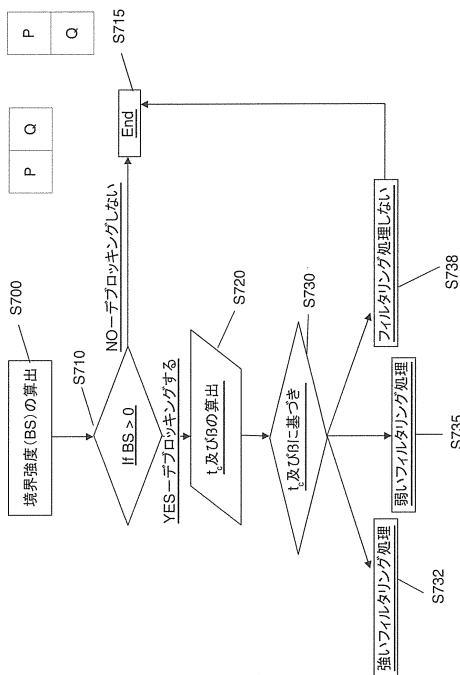 境界強度(BS)の算出
S700
P
Q
P
Q
S710
If BS > 0
NO－デブロッキングしない
End
S715
YES－デブロッキングする
tc及びβの算出
S720
tc及びβに基づき
S730
強いフィルタリング処理
S732
弱いフィルタリング処理
S735
フィルタリング処理しない
S738